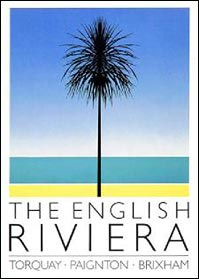 THE ENGLISH
RIVIERA
TORQUAY · PAIGNTON · BRIXHAM